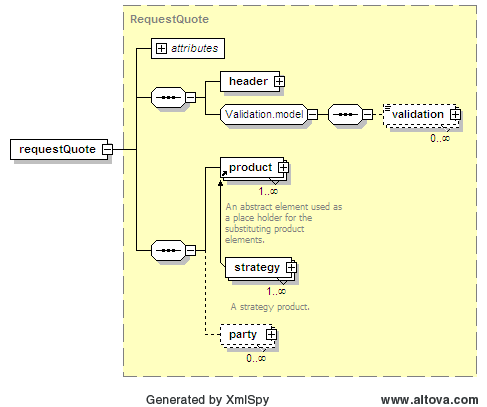 RequestQuote
attributes
header
Validation.model
validation
0..∞
requestQuote
product
1..∞
An abstract element used as
a place holder for the
substituting product
elements.
strategy
1..∞
A strategy product.
party
0..∞
Generated by XmlSpy
www.altova.com